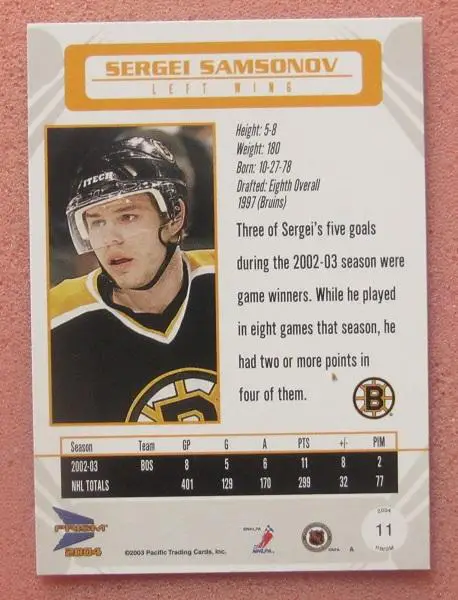 SERGEI SAMSONOV
LEFT WING
Height: 5-8
Weight: 180
Born: 10-27-78
Drafted: Eighth Overall
1997 (Bruins)
Three of Sergei's five goals
during the 2002-03 season were
game winners. While he played
in eight games that season, he
had two or more points in
four of them.
ITECH
B
Season Team GP G A PTS +/- PIM
2002-03 BOS 8 5 6 11 8 2
NHL TOTALS 401 129 170 299 32 77
PRISM
2004
©2003 Pacific Trading Cards, Inc.
NHLPA
A
2004
11
PRISM